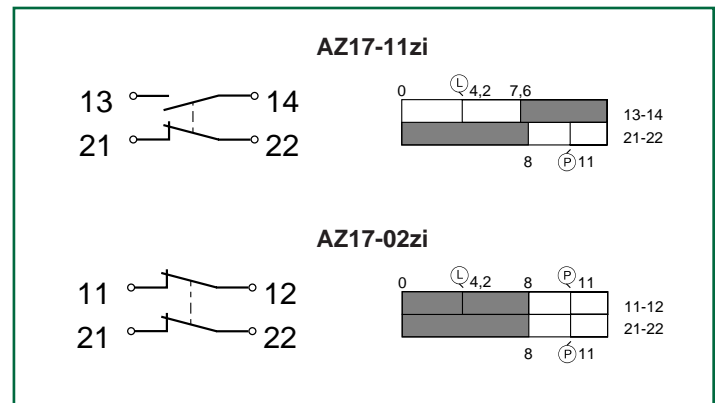 AZ17-11zi
0 Ⓛ 4,2 7,6
13 14 13-14
21 22 21-22
8 Ⓟ 11
AZ17-02zi
0 Ⓛ 4,2 8 Ⓟ 11
11 12 11-12
21 22 21-22
8 Ⓟ 11